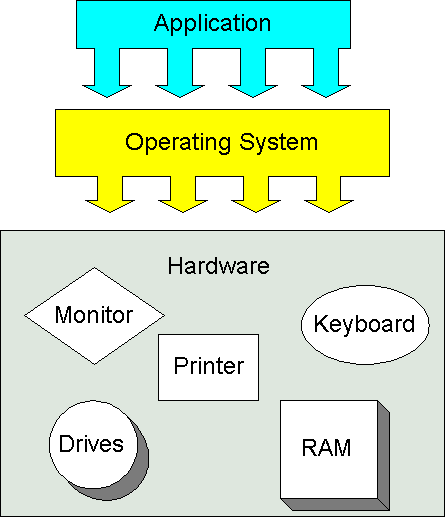 Application
Operating System
Hardware
Monitor
Keyboard
Printer
Drives
RAM